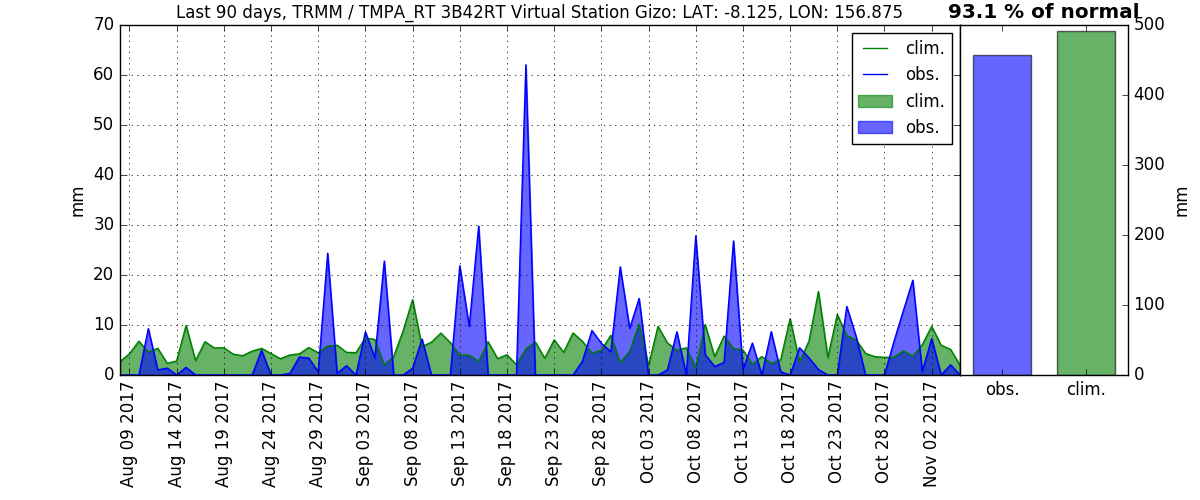 Last 90 days, TRMM / TMPA_RT 3B42RT Virtual Station Gizo: LAT: -8.125, LON: 156.875
93.1 % of normal
70
60
50
40
30
20
10
0
mm
clim.
obs.
clim.
obs.
500
400
300
200
100
0
mm
obs.
clim.
Aug 09 2017
Aug 14 2017
Aug 19 2017
Aug 24 2017
Aug 29 2017
Sep 03 2017
Sep 08 2017
Sep 13 2017
Sep 18 2017
Sep 23 2017
Sep 28 2017
Oct 03 2017
Oct 08 2017
Oct 13 2017
Oct 18 2017
Oct 23 2017
Oct 28 2017
Nov 02 2017